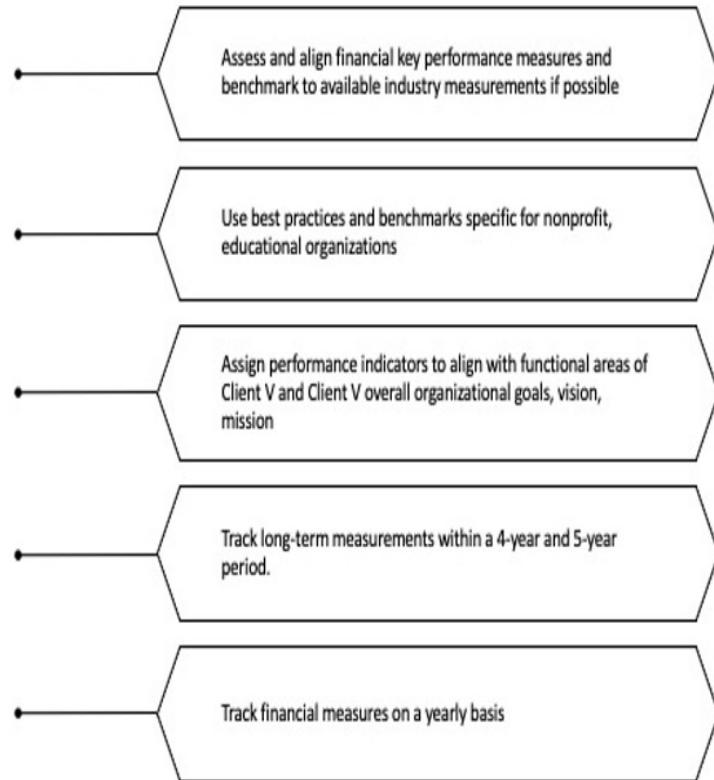 Assess and align financial key performance measures and
benchmark to available industry measurements if possible
Use best practices and benchmarks specific for nonprofit,
educational organizations
Assign performance indicators to align with functional areas of
Client V and Client V overall organizational goals, vision,
mission
Track long-term measurements within a 4-year and 5-year
period.
Track financial measures on a yearly basis